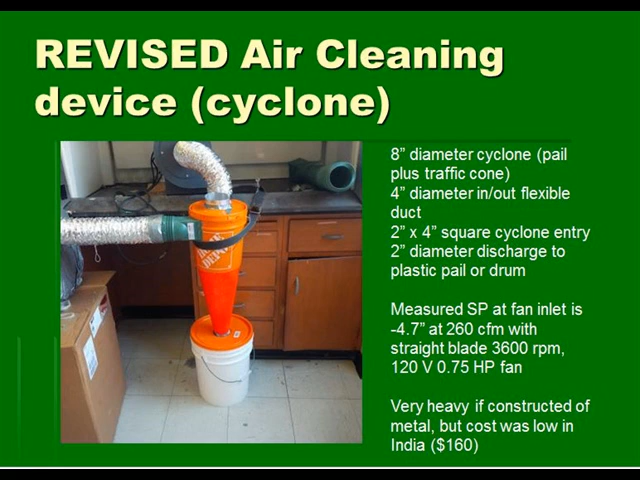 REVISED Air Cleaning
device (cyclone)
8” diameter cyclone (pail
plus traffic cone)
4” diameter in/out flexible
duct
2” x 4” square cyclone entry
2” diameter discharge to
plastic pail or drum
Measured SP at fan inlet is
-4.7” at 260 cfm with
straight blade 3600 rpm,
120 V 0.75 HP fan
Very heavy if constructed of
metal, but cost was low in
India ($160)